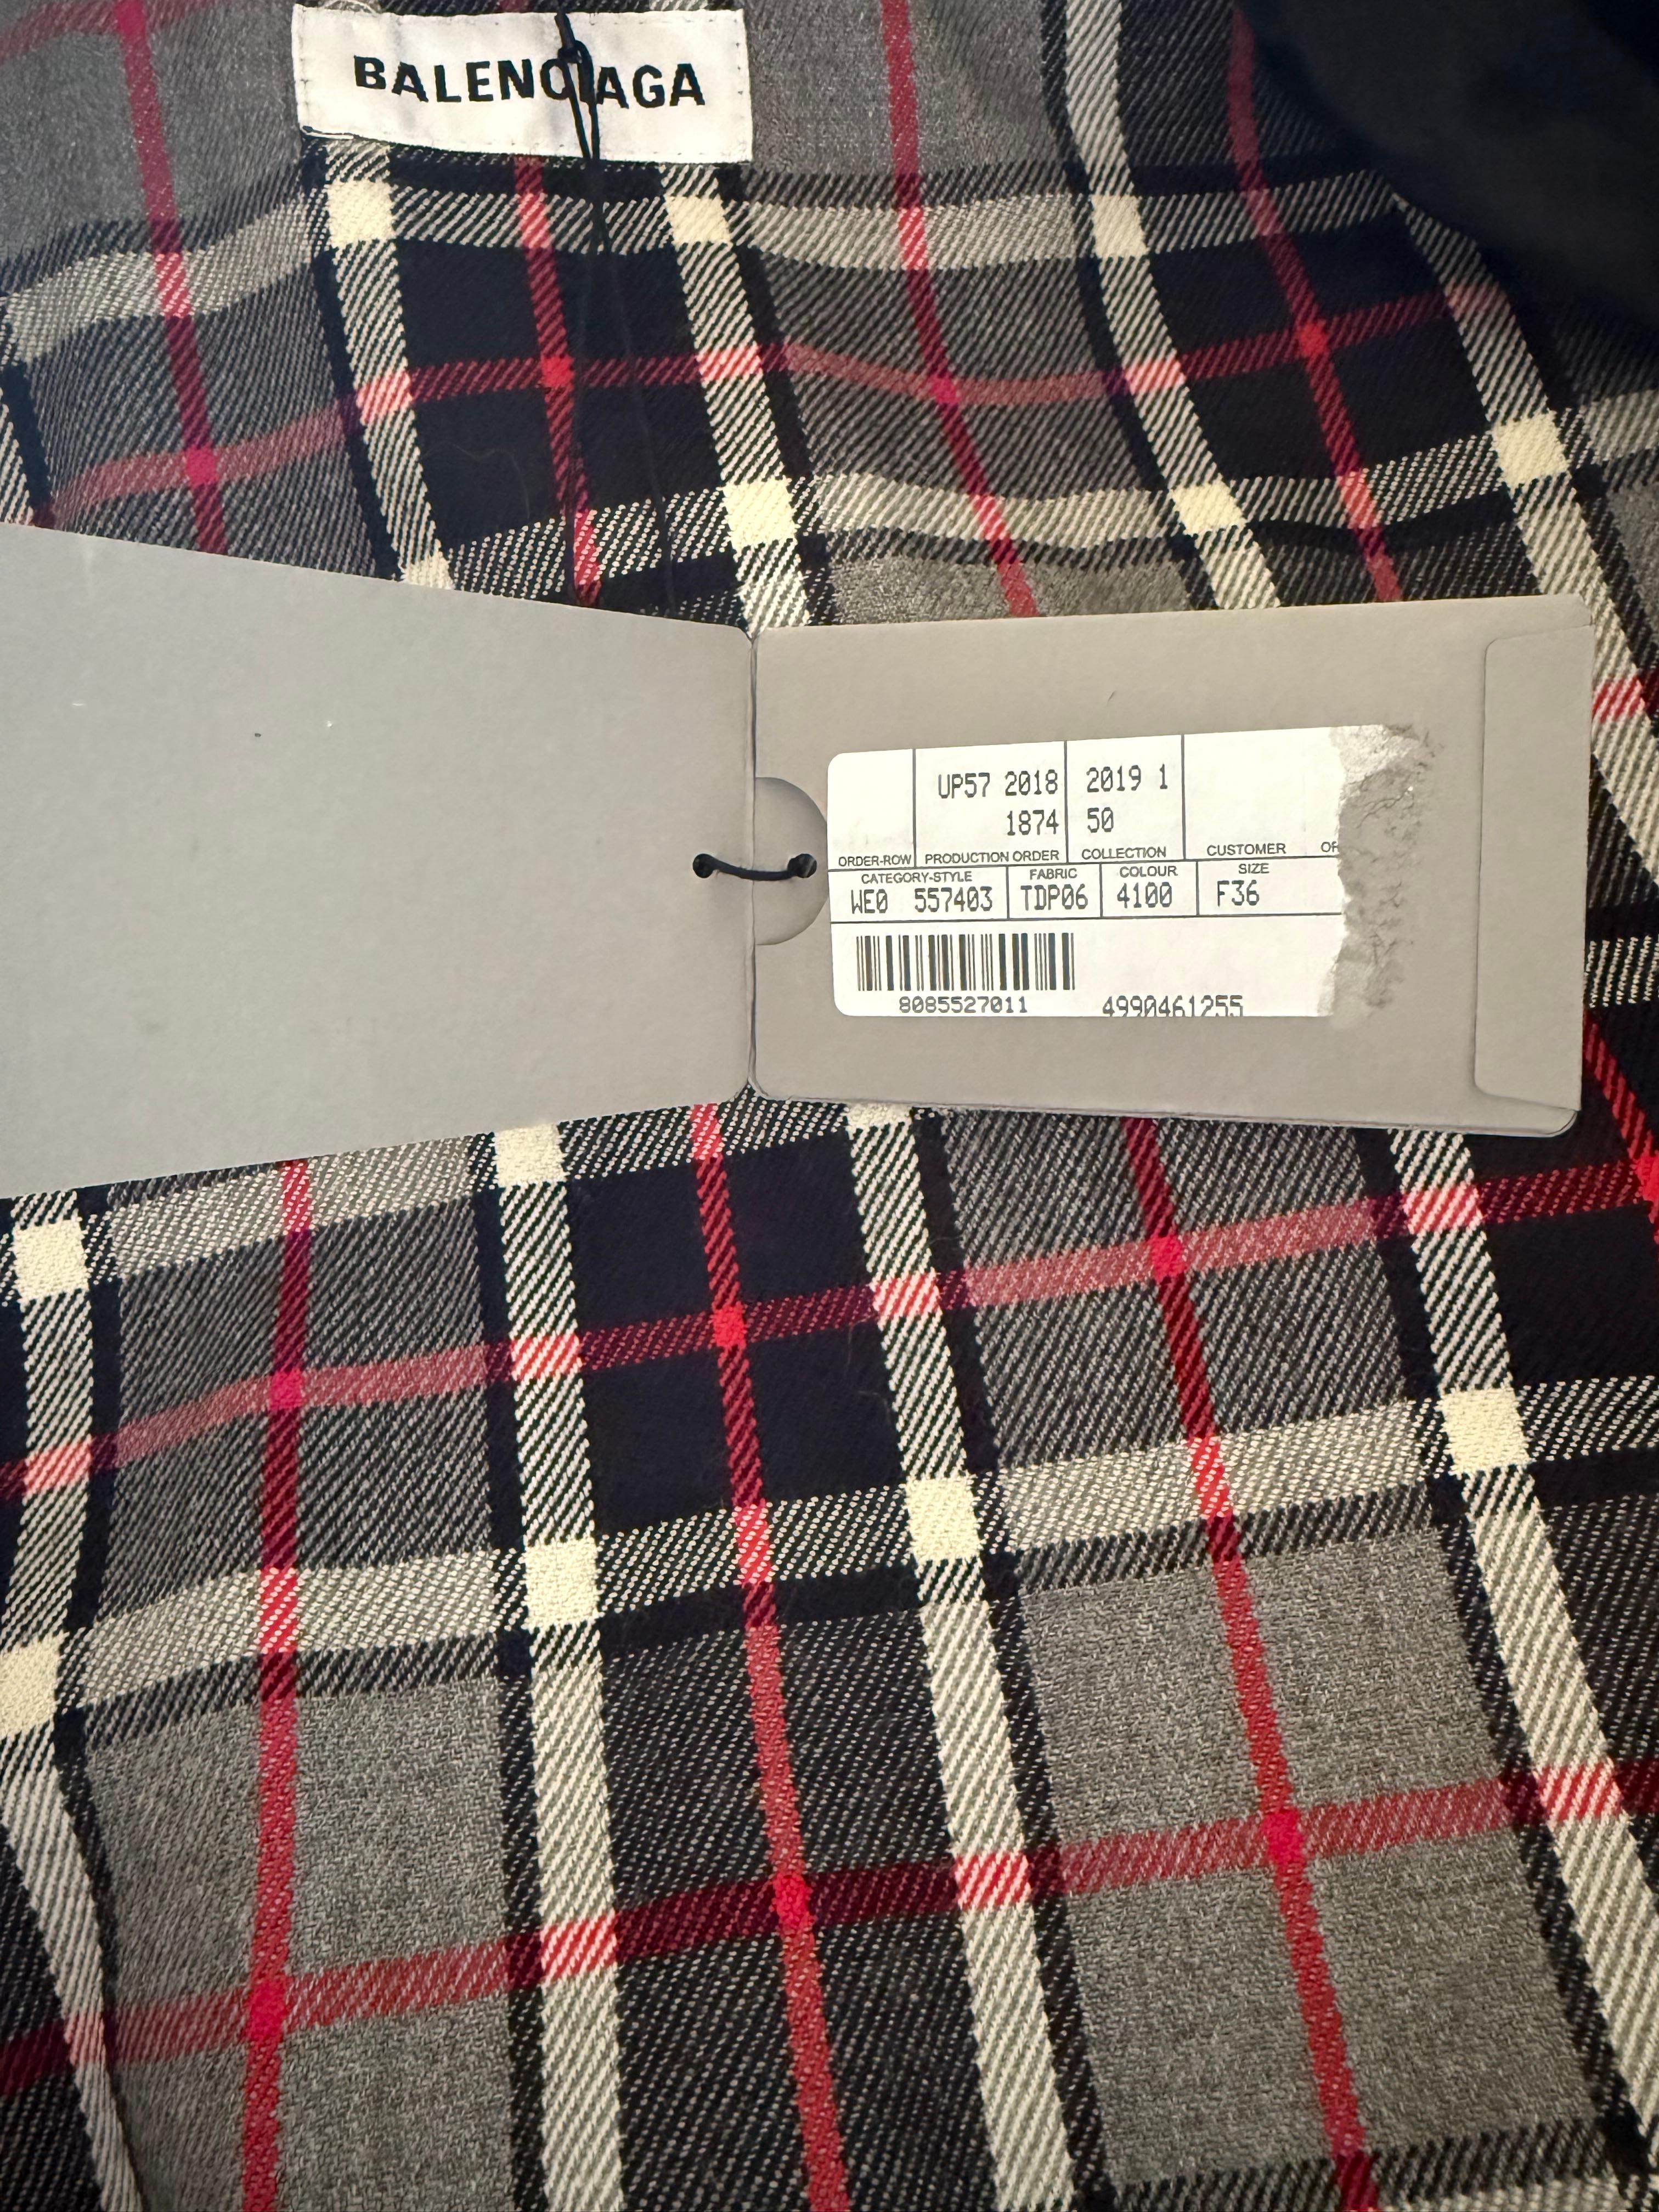 BALENCIAGA
UP57 2018 2019 1
1874 50
ORDER-ROW PRODUCTION ORDER COLLECTION CUSTOMER
CATEGORY-STYLE FABRIC COLOUR SIZE
WE0 557403 TDP06 4100 F36
8085527011 4990461255